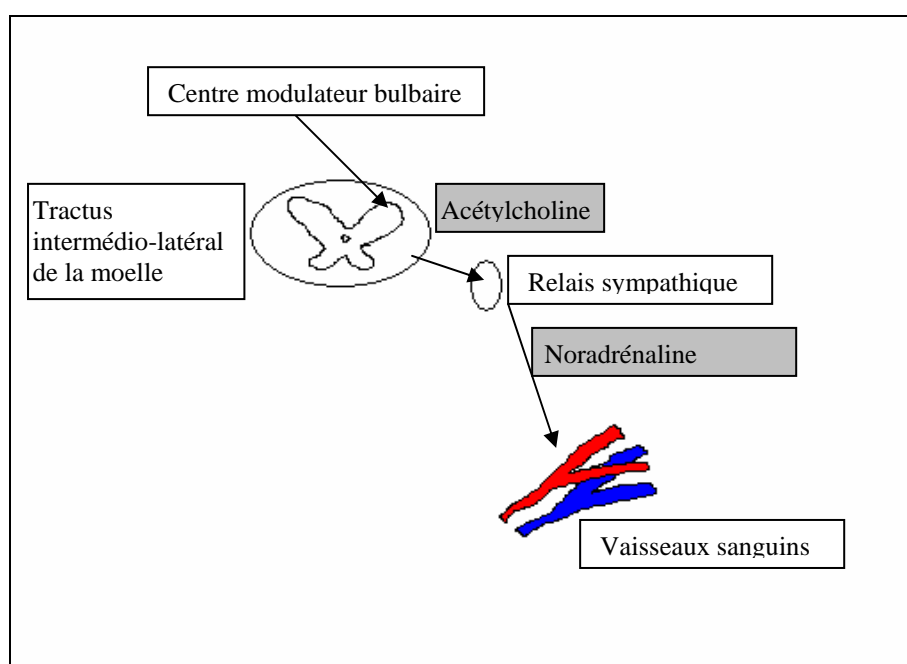 Centre modulateur bulbaire
Tractus
intermédio-latéral
de la moelle
Acétylcholine
Relais sympathique
Noradrénaline
Vaisseaux sanguins